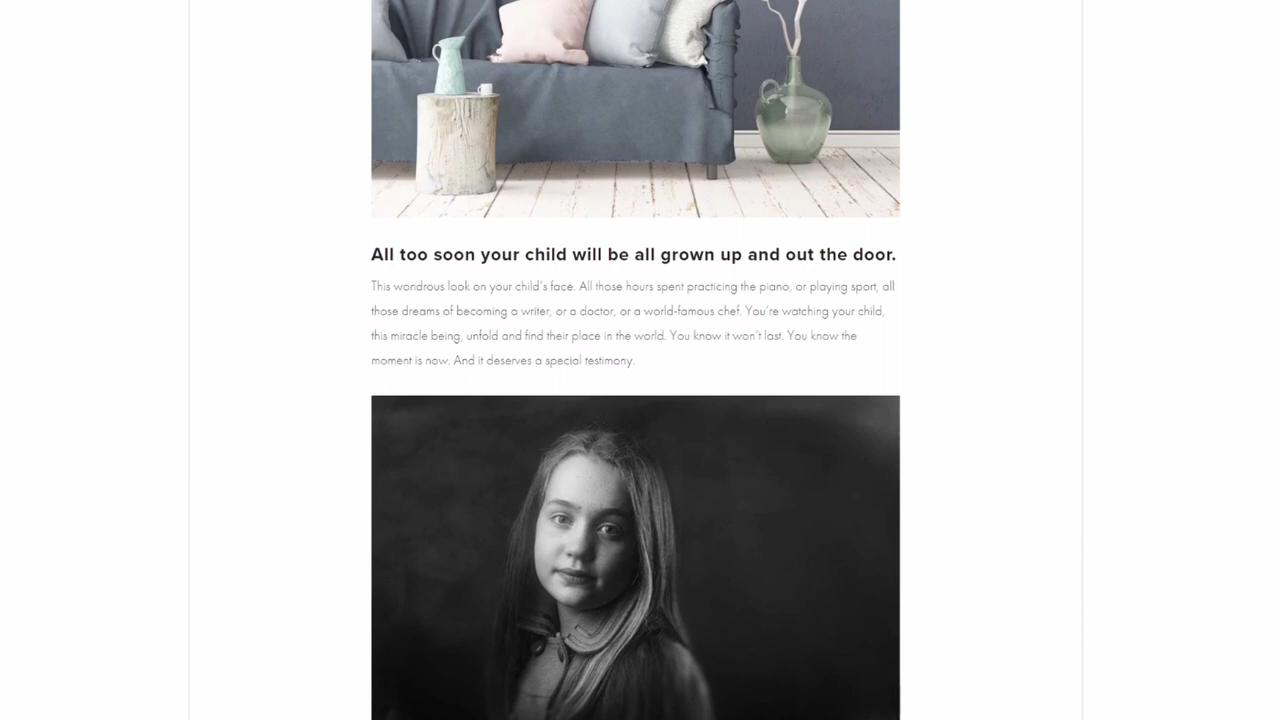 All too soon your child will be all grown up and out the door.
This wondrous look on your child's face. All those hours spent practicing the piano, or playing sport, all
those dreams of becoming a writer, or a doctor, or a world-famous chef. You're watching your child,
this miracle being, unfold and find their place in the world. You know it won't last. You know the
moment is now. And it deserves a special testimony.